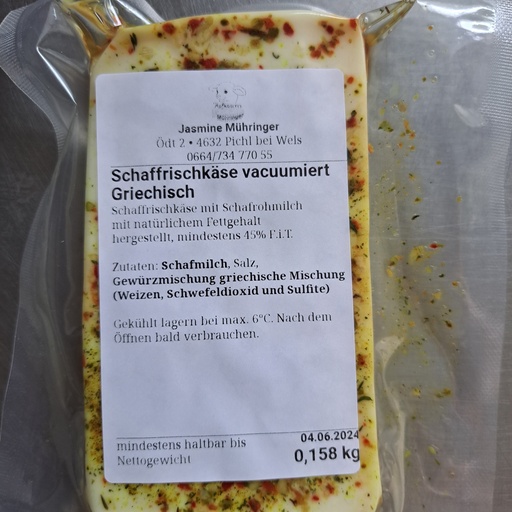 Jasmine Mühringer
Ödt 2 • 4632 Pichl bei Wels
0664/734 770 55
Schaffrischkäse vacuumiert
Griechisch
Schaffrischkäse mit Schafrohmilch
mit natürlichem Fettgehalt
hergestellt, mindestens 45% F.i.T.
Zutaten: Schafmilch, Salz,
Gewürzmischung griechische Mischung
(Weizen, Schwefeldioxid und Sulfite)
Gekühlt lagern bei max. 6°C. Nach dem
Öffnen bald verbrauchen.
mindestens haltbar bis 04.06.2024
Nettogewicht 0,158 kg